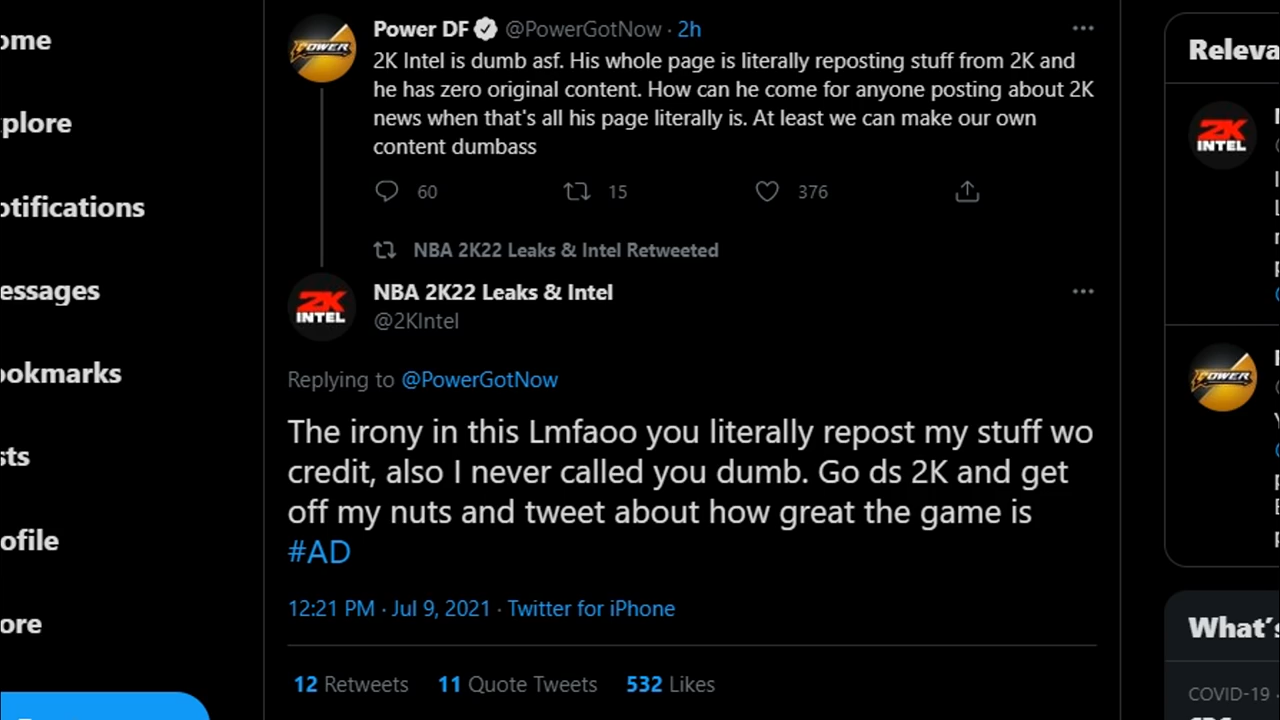 ome
Power DF @PowerGotNow · 2h
2K Intel is dumb asf. His whole page is literally reposting stuff from 2K and
he has zero original content. How can he come for anyone posting about 2K
news when that's all his page literally is. At least we can make our own
content dumbass
60 15 376
NBA 2K22 Leaks & Intel Retweeted
NBA 2K22 Leaks & Intel
@2KIntel
Replying to @PowerGotNow
The irony in this Lmfaoo you literally repost my stuff wo
credit, also I never called you dumb. Go ds 2K and get
off my nuts and tweet about how great the game is
#AD
12:21 PM · Jul 9, 2021 · Twitter for iPhone
12 Retweets 11 Quote Tweets 532 Likes
plore
otifications
essages
ookmarks
sts
ofile
ore
POWER
2K
INTEL
Releva
2K
INTEL
POWER
What's
COVID-19 ·